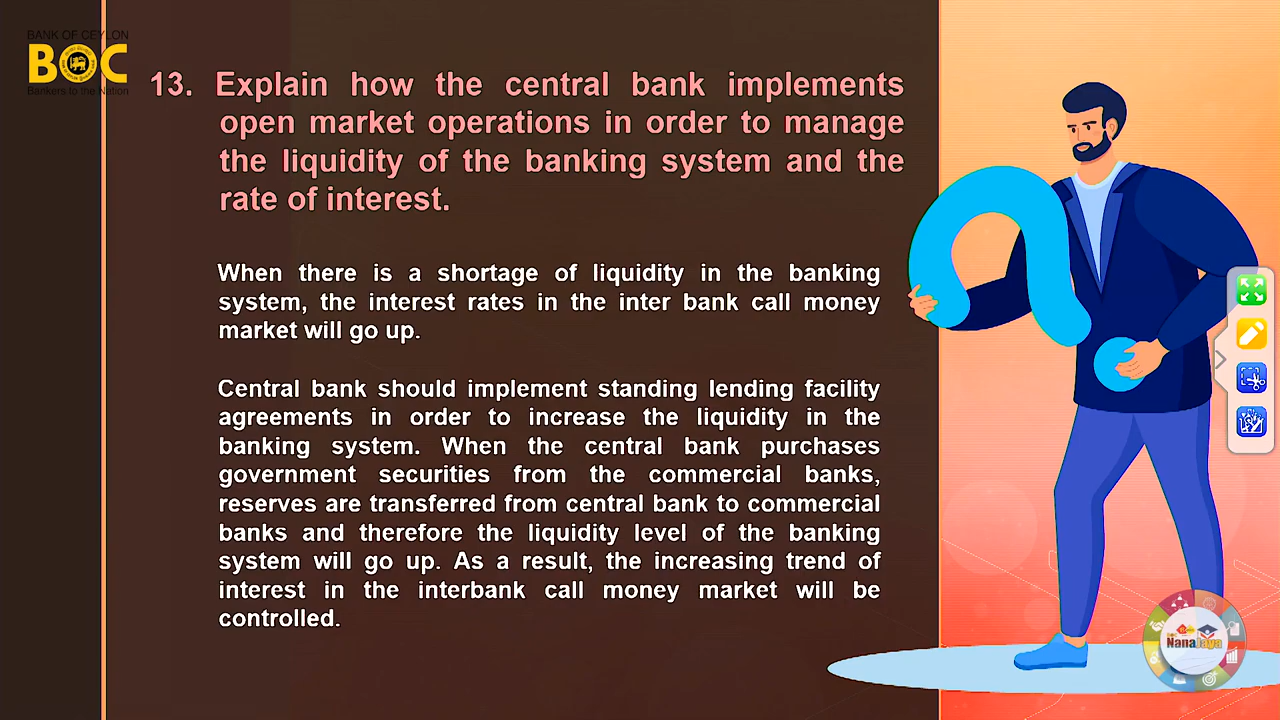 BANK OF CEYLON
BOC
Bankers to the Nation
13. Explain how the central bank implements
open market operations in order to manage
the liquidity of the banking system and the
rate of interest.
When there is a shortage of liquidity in the banking
system, the interest rates in the inter bank call money
market will go up.
Central bank should implement standing lending facility
agreements in order to increase the liquidity in the
banking system. When the central bank purchases
government securities from the commercial banks,
reserves are transferred from central bank to commercial
banks and therefore the liquidity level of the banking
system will go up. As a result, the increasing trend of
interest in the interbank call money market will be
controlled.
NanaJaya